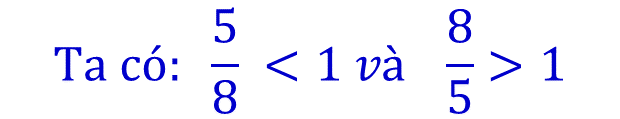 Ta có: 5/8 < 1 và 8/5 > 1